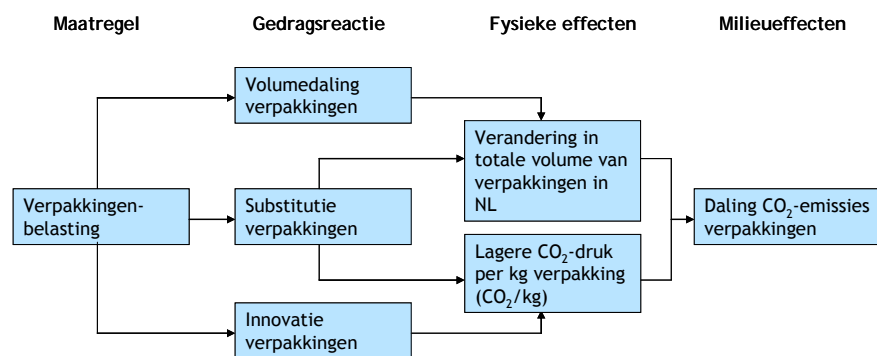 Maatregel Gedragsreactie Fysieke effecten Milieueffecten
Volumedaling
verpakkingen
Verandering in
totale volume van
verpakkingen in
NL
Verpakkingen-
belasting
Substitutie
verpakkingen
Daling CO₂-emissies
verpakkingen
Lagere CO₂-druk
per kg verpakking
(CO₂/kg)
Innovatie
verpakkingen